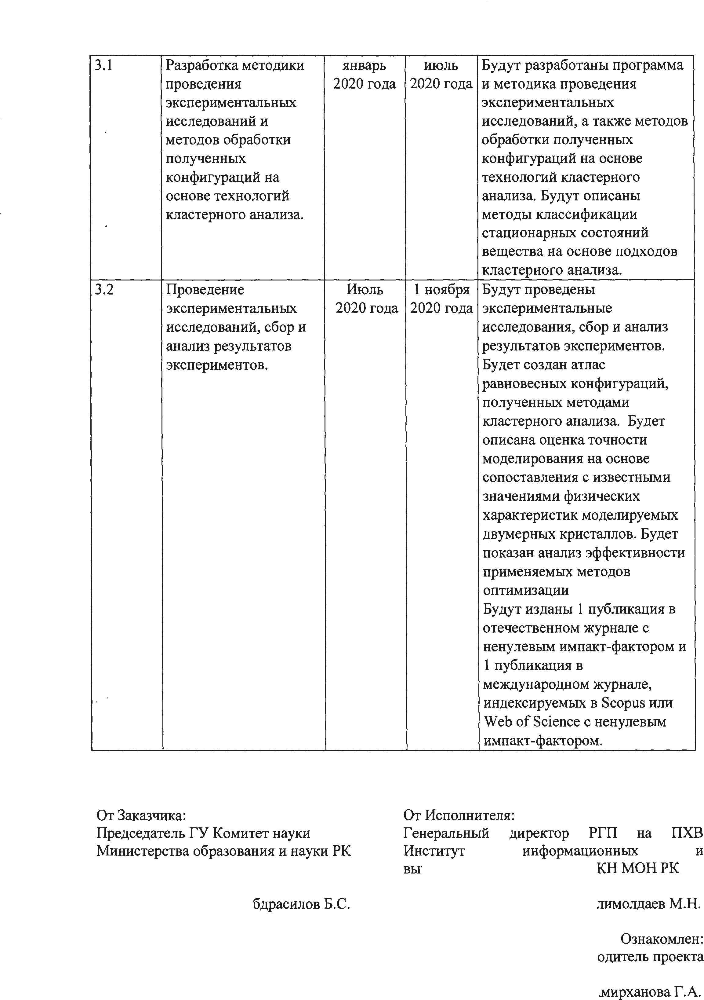 3.1
Разработка методики
проведения
экспериментальных
исследований и
методов обработки
полученных
конфигураций на
основе технологий
кластерного анализа.
январь
2020 года
июль
2020 года
Будут разработаны программа
и методика проведения
экспериментальных
исследований, а также методов
обработки полученных
конфигураций на основе
технологий кластерного
анализа. Будут описаны
методы классификации
стационарных состояний
вещества на основе подходов
кластерного анализа.
3.2
Проведение
экспериментальных
исследований, сбор и
анализ результатов
экспериментов.
Июль
2020 года
1 ноября
2020 года
Будут проведены
экспериментальные
исследования, сбор и анализ
результатов экспериментов.
Будет создан атлас
равновесных конфигураций,
полученных методами
кластерного анализа. Будет
описана оценка точности
моделирования на основе
сопоставления с известными
значениями физических
характеристик моделируемых
двумерных кристаллов. Будет
показан анализ эффективности
применяемых методов
оптимизации
Будут изданы 1 публикация в
отечественном журнале с
ненулевым импакт-фактором и
1 публикация в
международном журнале,
индексируемых в Scopus или
Web of Science с ненулевым
импакт-фактором.
От Заказчика:
Председатель ГУ Комитет науки
Министерства образования и науки РК
бдрасилов Б.С.
От Исполнителя:
Генеральный директор РГП на ПХВ
Институт информационных и
вы КН МОН РК
лимолдаев М.Н.
Ознакомлен:
одитель проекта
мирханова Г.А.